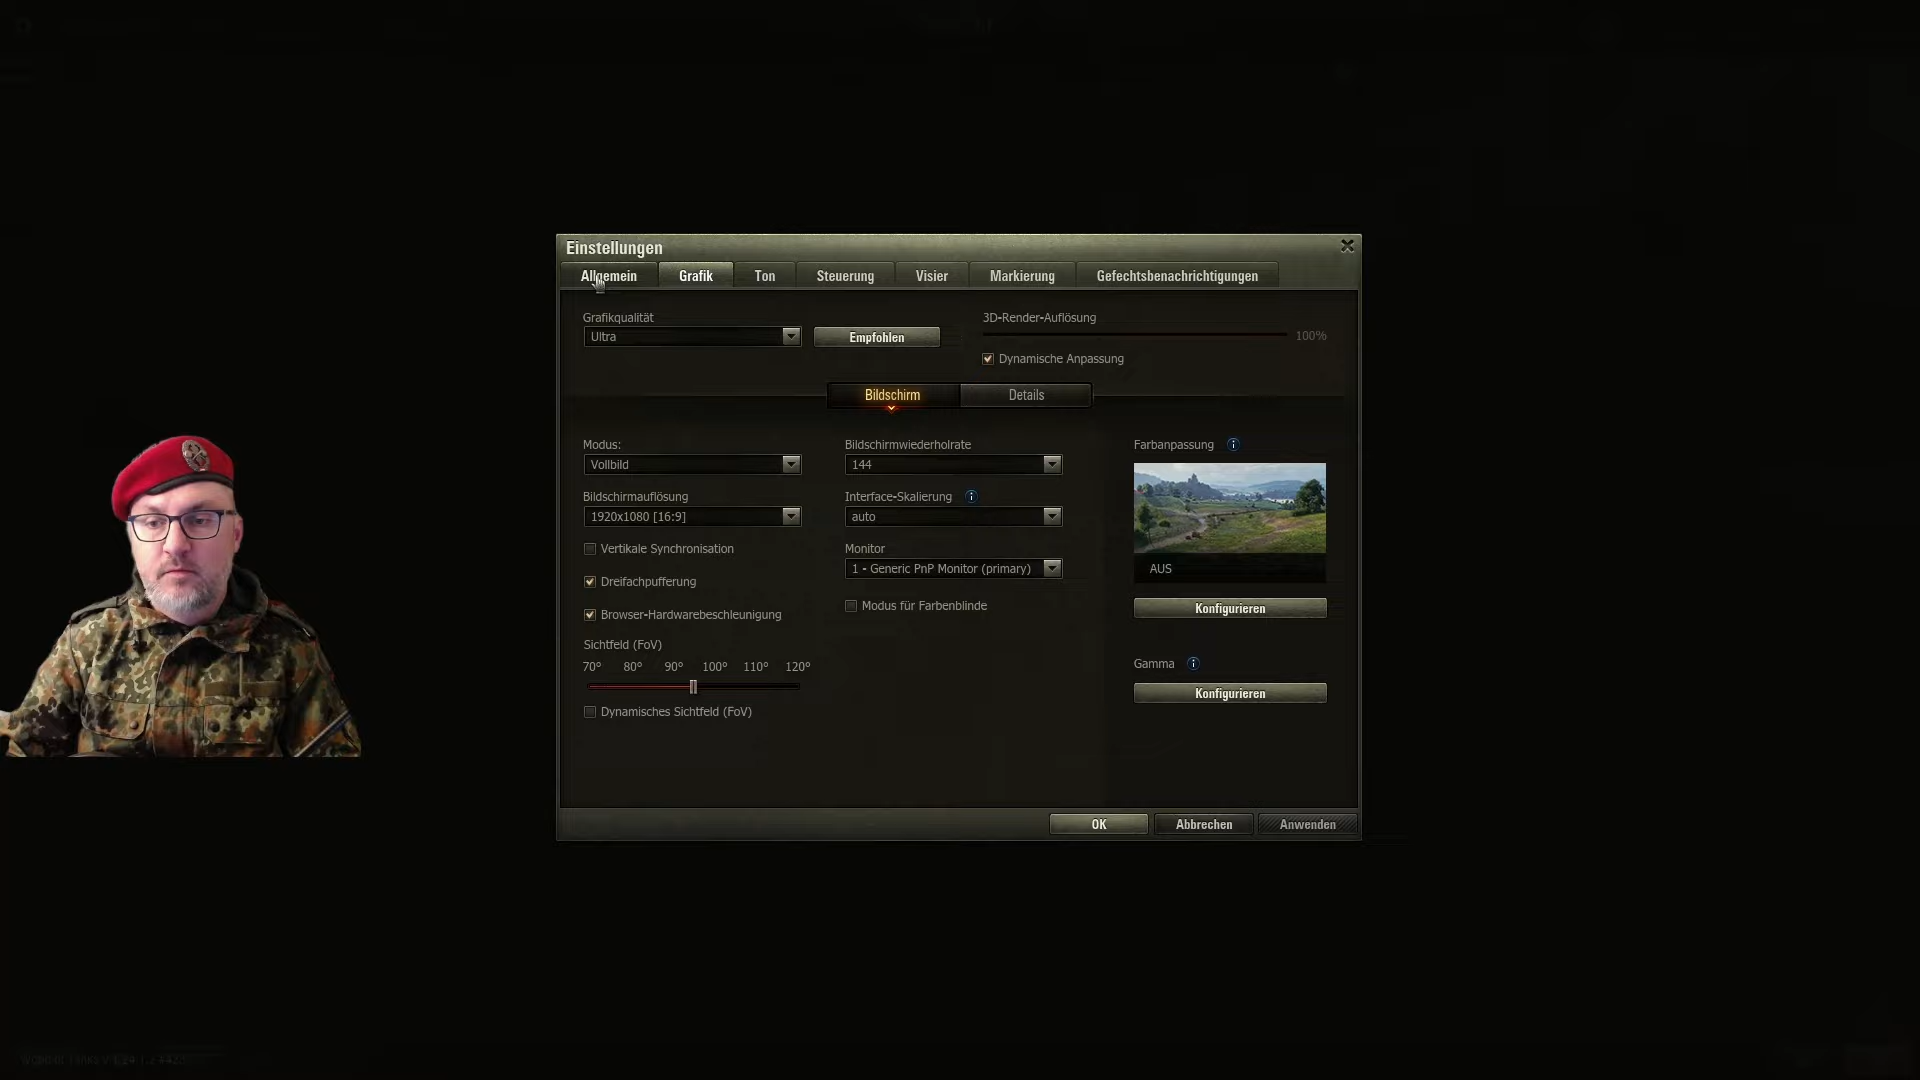 Einstellungen
Allgemein Grafik Ton Steuerung Visier Markierung Gefechtsbenachrichtigungen
Grafikqualität
Ultra
Empfohlen
3D-Render-Auflösung
100%
Dynamische Anpassung
Bildschirm Details
Modus:
Vollbild
Bildschirmauflösung
1920x1080 [16:9]
Vertikale Synchronisation
Dreifachpufferung
Browser-Hardwarebeschleunigung
Sichtfeld (FoV)
70° 80° 90° 100° 110° 120°
Dynamisches Sichtfeld (FoV)
Bildschirmwiederholrate
144
Interface-Skalierung
auto
Monitor
1 - Generic PnP Monitor (primary)
Modus für Farbenblinde
Farbanpassung
AUS
Konfigurieren
Gamma
Konfigurieren
OK Abbrechen Anwenden